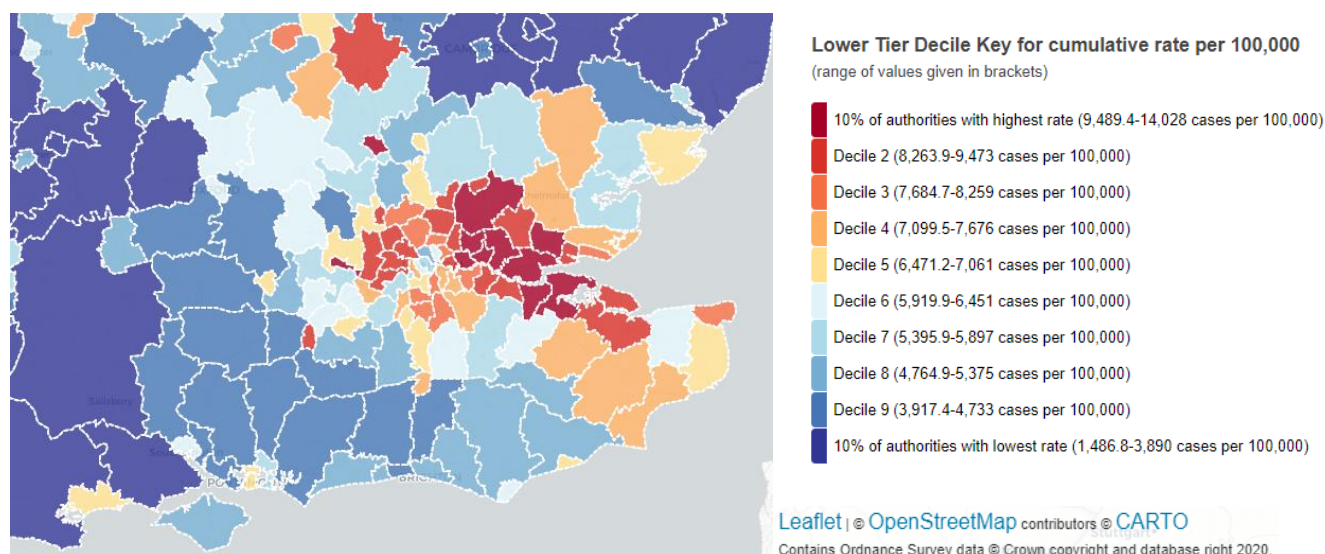 Lower Tier Decile Key for cumulative rate per 100,000
(range of values given in brackets)
10% of authorities with highest rate (9,489.4-14,028 cases per 100,000)
Decile 2 (8,263.9-9,473 cases per 100,000)
Decile 3 (7,684.7-8,259 cases per 100,000)
Decile 4 (7,099.5-7,676 cases per 100,000)
Decile 5 (6,471.2-7,061 cases per 100,000)
Decile 6 (5,919.9-6,451 cases per 100,000)
Decile 7 (5,395.9-5,897 cases per 100,000)
Decile 8 (4,764.9-5,375 cases per 100,000)
Decile 9 (3,917.4-4,733 cases per 100,000)
10% of authorities with lowest rate (1,486.8-3,890 cases per 100,000)
Salisbury
Leaflet | © OpenStreetMap contributors © CARTO
Stuttgart
Contains Ordnance Survey data © Crown copyright and database right 2020